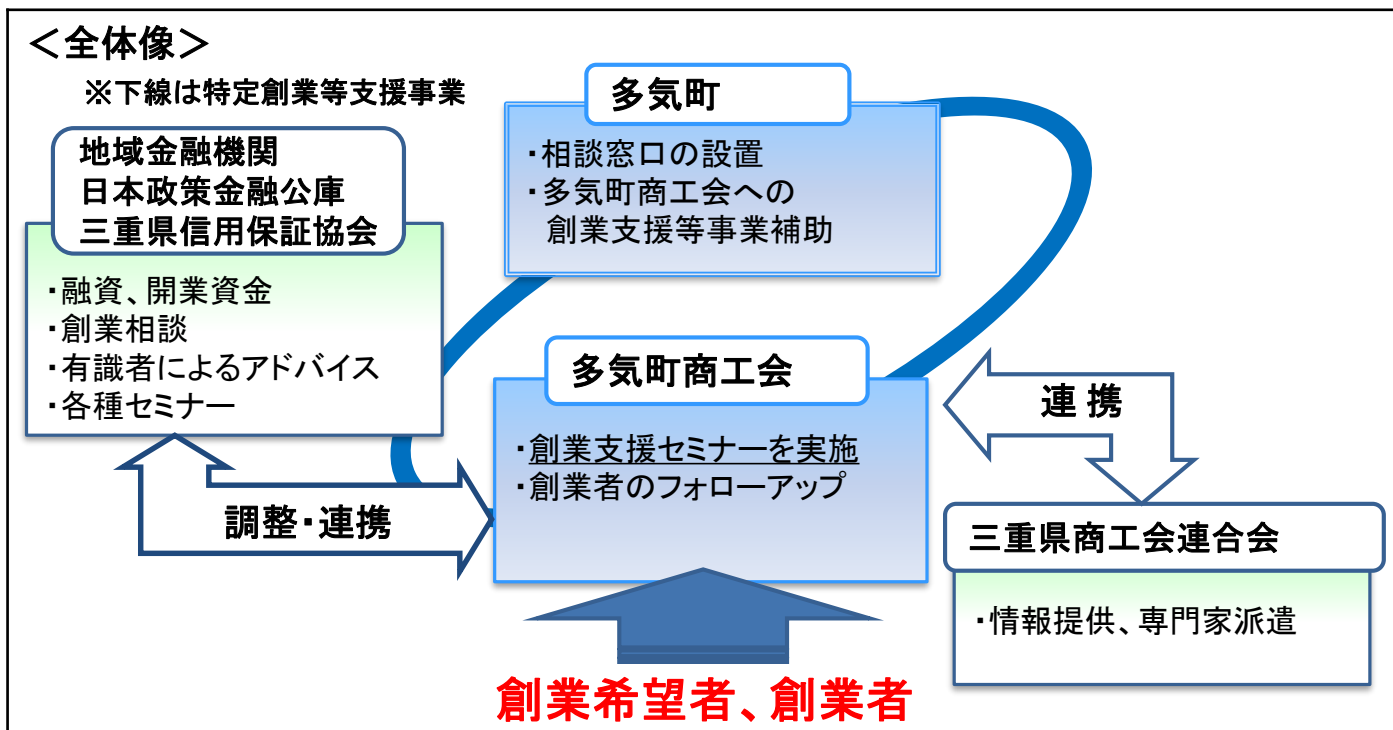 ＜全体像＞
※下線は特定創業等支援事業
地域金融機関
日本政策金融公庫
三重県信用保証協会
・融資、開業資金
・創業相談
・有識者によるアドバイス
・各種セミナー
多気町
・相談窓口の設置
・多気町商工会への
創業支援等事業補助
多気町商工会
・創業支援セミナーを実施
・創業者のフォローアップ
調整・連携
連 携
三重県商工会連合会
・情報提供、専門家派遣
創業希望者、創業者